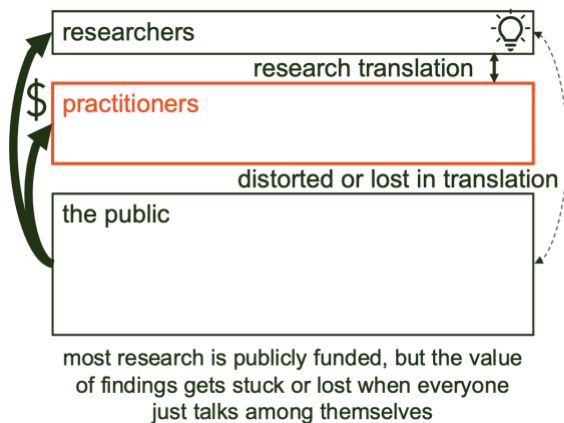 researchers
research translation
$
practitioners
distorted or lost in translation
the public
most research is publicly funded, but the value
of findings gets stuck or lost when everyone
just talks among themselves